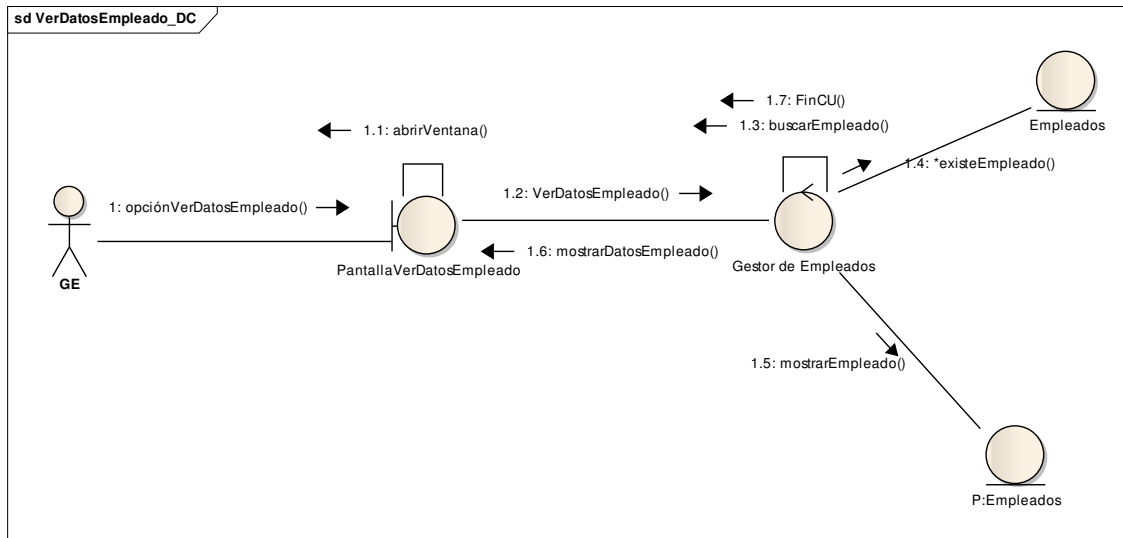 sd VerDatosEmpleado_DC
1.7: FinCU()
1.1: abrirVentana()
1.3: buscarEmpleado()
Empleados
1.4: *existeEmpleado()
1.2: VerDatosEmpleado()
1: opciónVerDatosEmpleado()
1.6: mostrarDatosEmpleado()
PantallaVerDatosEmpleado
Gestor de Empleados
GE
1.5: mostrarEmpleado()
P:Empleados